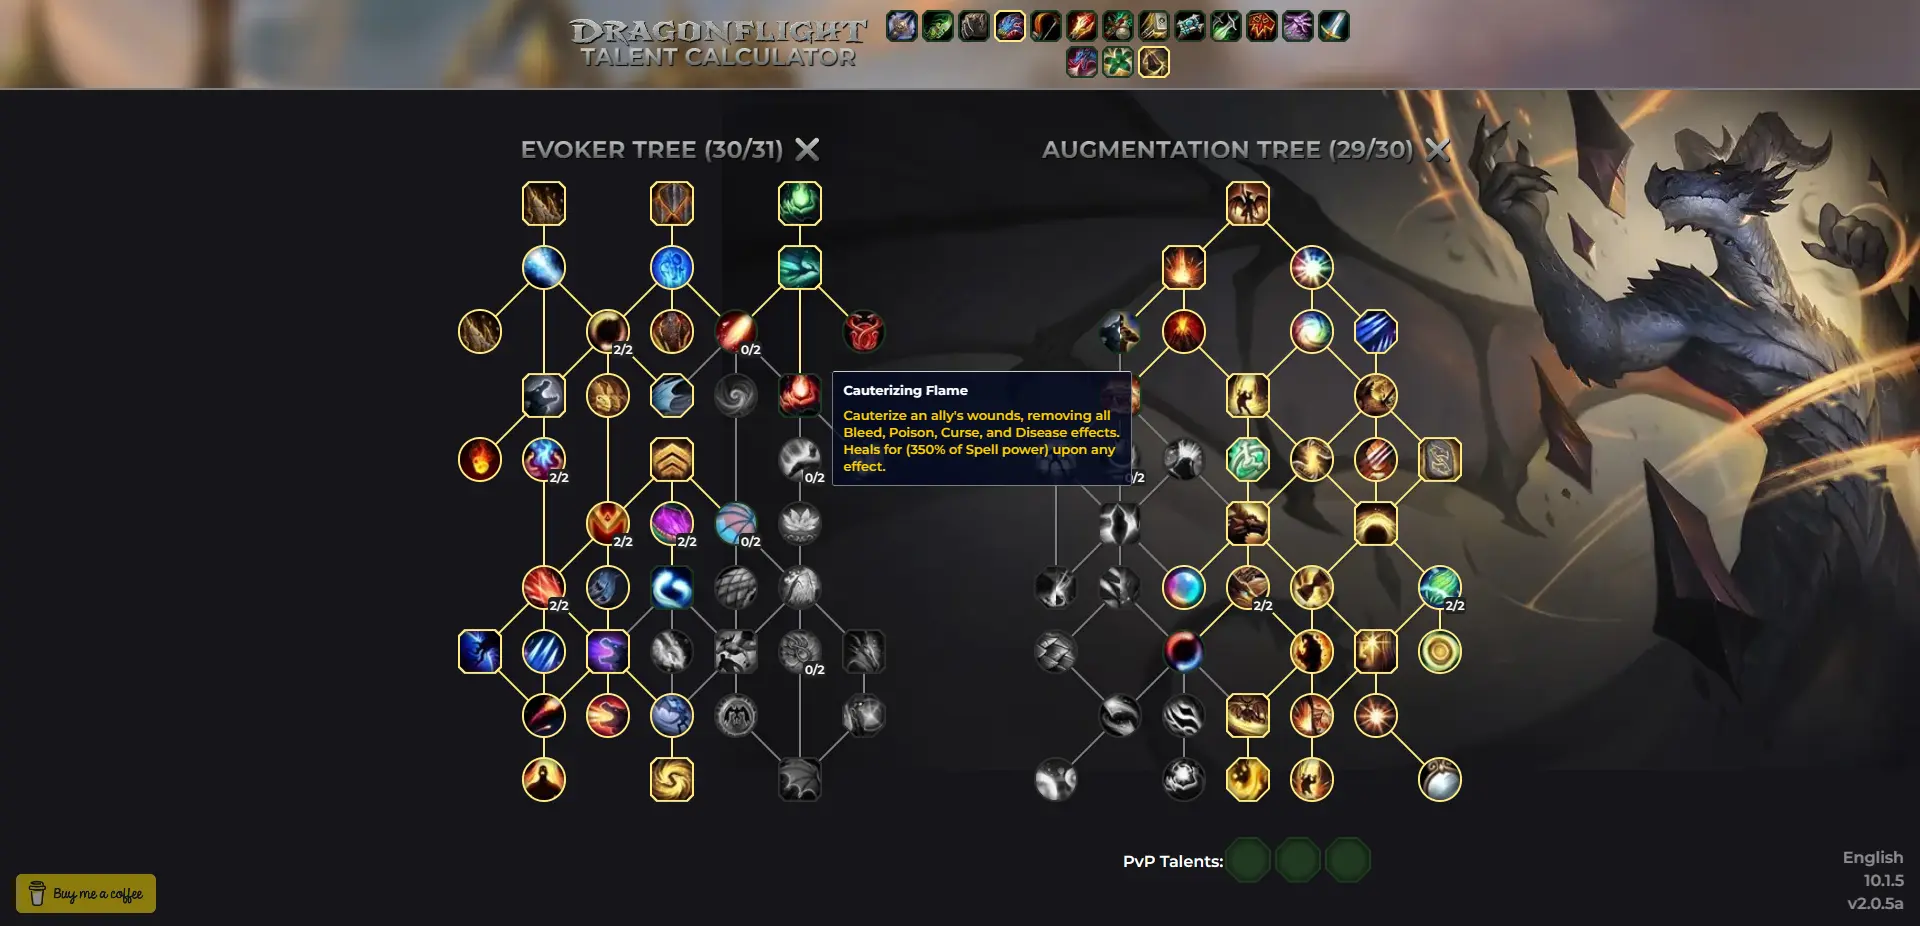 DRAGONFLIGHT
TALENT CALCULATOR
EVOKER TREE (30/31)
AUGMENTATION TREE (29/30)
2/2
0/2
Cauterizing Flame
Cauterize an ally's wounds, removing all
Bleed, Poison, Curse, and Disease effects.
Heals for (350% of Spell power) upon any
effect.
2/2
0/2
0/2
2/2
2/2
0/2
2/2
2/2
2/2
0/2
PvP Talents:
Buy me a coffee
English
10.1.5
v2.0.5a